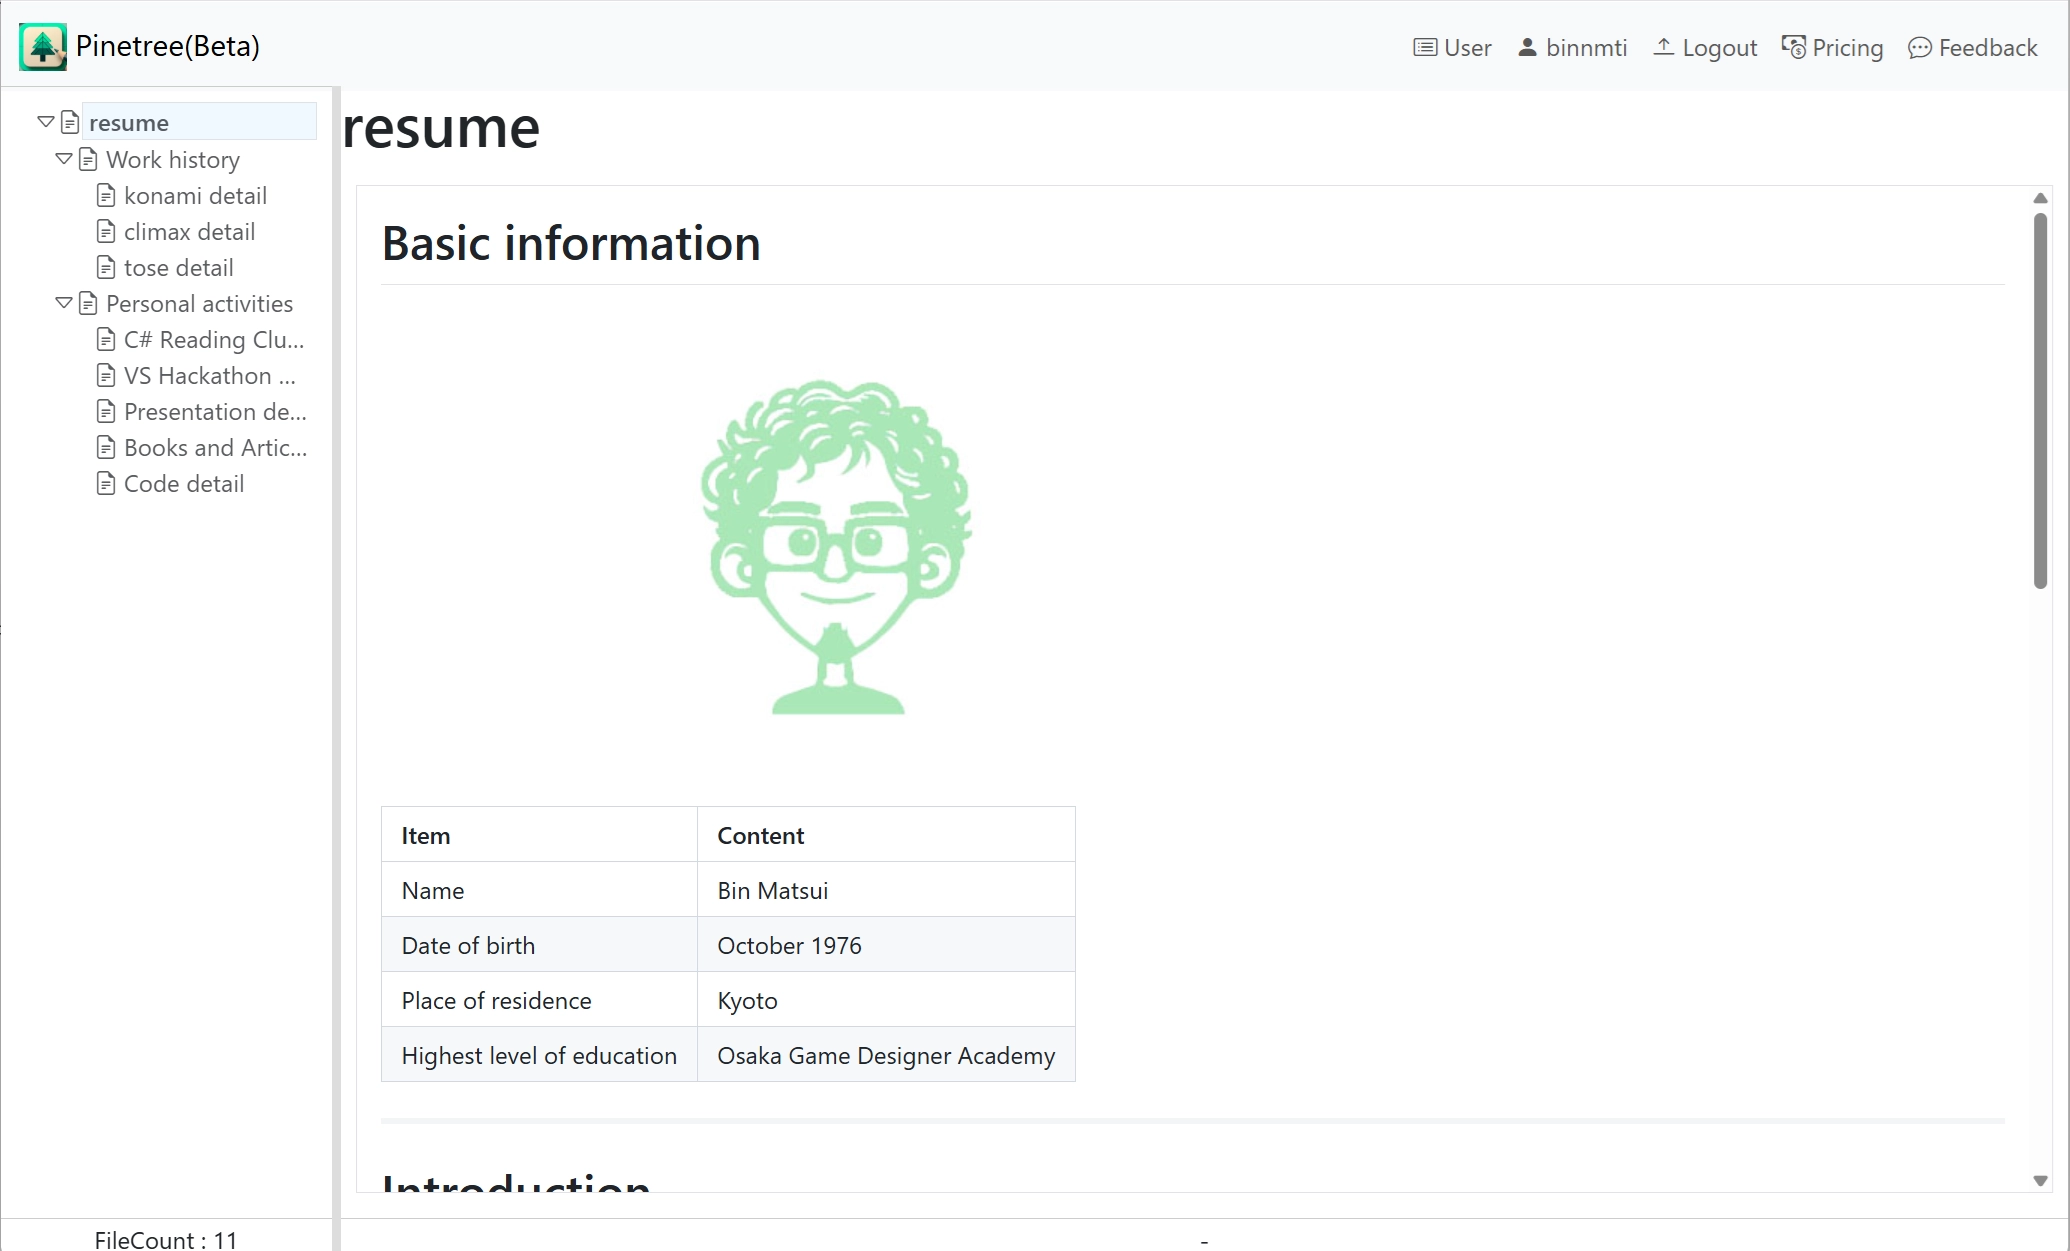 Pinetree(Beta)
User binnmti Logout Pricing Feedback
resume
Work history
konami detail
climax detail
tose detail
Personal activities
C# Reading Clu...
VS Hackathon ...
Presentation de...
Books and Artic...
Code detail
FileCount : 11
resume
Basic information
Item Content
Name Bin Matsui
Date of birth October 1976
Place of residence Kyoto
Highest level of education Osaka Game Designer Academy
Introduction
-